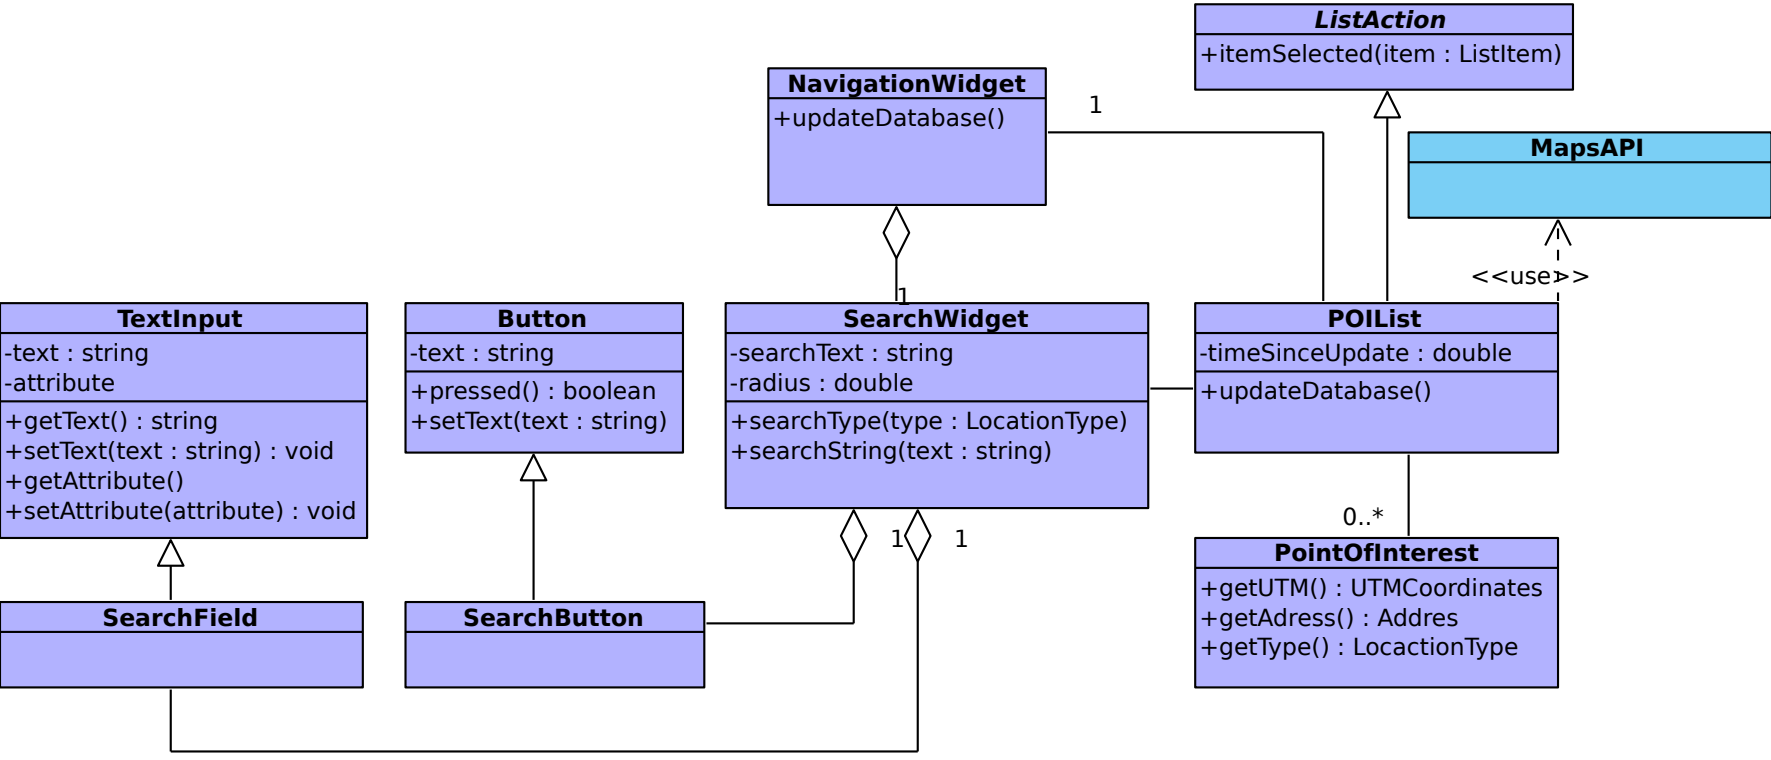 ListAction
+itemSelected(item : ListItem)
NavigationWidget
+updateDatabase()
1
MapsAPI
<<use>>
1
TextInput
-text : string
-attribute
+getText() : string
+setText(text : string) : void
+getAttribute()
+setAttribute(attribute) : void
Button
-text : string
+pressed() : boolean
+setText(text : string)
SearchWidget
-searchText : string
-radius : double
+searchType(type : LocationType)
+searchString(text : string)
POIList
-timeSinceUpdate : double
+updateDatabase()
1
1
0..*
SearchField
SearchButton
PointOfInterest
+getUTM() : UTMCoordinates
+getAdress() : Addres
+getType() : LocactionType